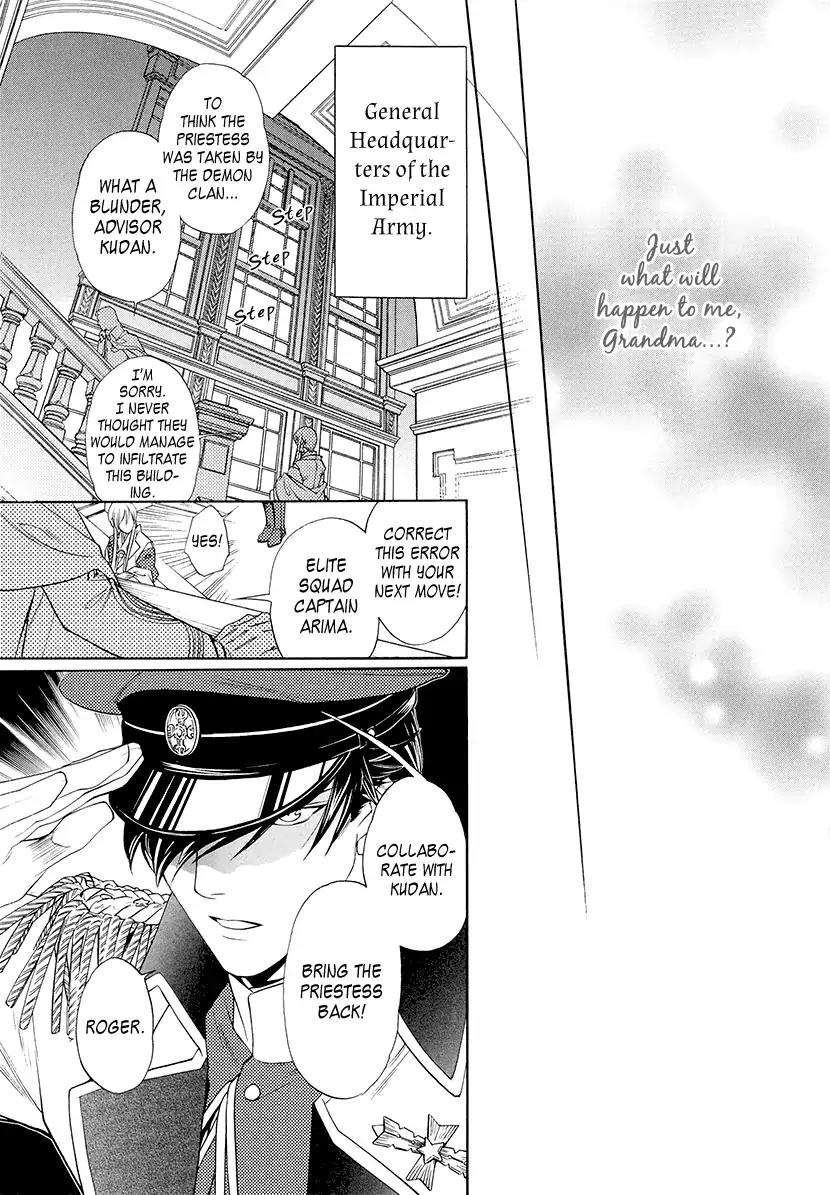 Just
what will
happen to me,
Grandma...?
General
Headquar-
ters of the
Imperial
Army.
TO
THINK THE
PRIESTESS
WAS TAKEN BY
THE DEMON
CLAN...
WHAT A
BLUNDER,
ADVISOR
KUDAN.
Step
Step
Step
I'M
SORRY.
I NEVER
THOUGHT THEY
WOULD MANAGE
TO INFILTRATE
THIS BUILD-
ING.
CORRECT
THIS ERROR
WITH YOUR
NEXT MOVE!
ELITE
SQUAD
CAPTAIN
ARIMA.
YES!
COLLABO-
RATE WITH
KUDAN.
BRING THE
PRIESTESS
BACK!
ROGER.